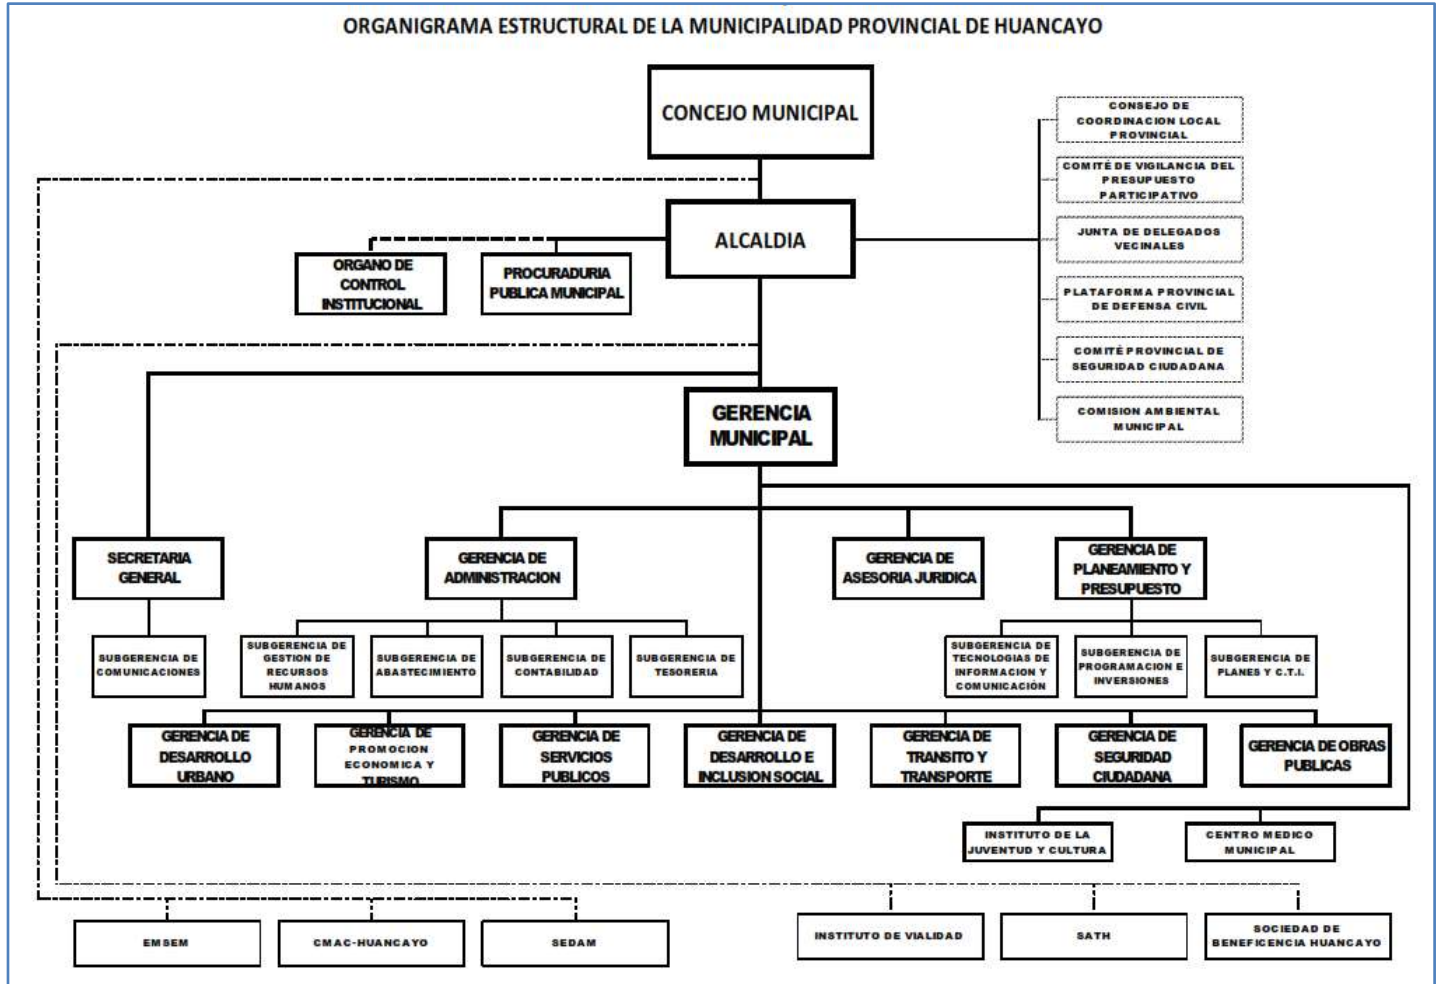 ORGANIGRAMA ESTRUCTURAL DE LA MUNICIPALIDAD PROVINCIAL DE HUANCAYO
CONCEJO MUNICIPAL
CONSEJO DE
COORDINACION LOCAL
PROVINCIAL
COMITÉ DE VIGILANCIA DEL
PRESUPUESTO
PARTICIPATIVO
ALCALDIA
JUNTA DE DELEGADOS
VECINALES
ORGANO DE
CONTROL
INSTITUCIONAL
PROCURADURIA
PUBLICA MUNICIPAL
PLATAFORMA PROVINCIAL
DE DEFENSA CIVIL
COMITÉ PROVINCIAL DE
SEGURIDAD CIUDADANA
COMISION AMBIENTAL
MUNICIPAL
GERENCIA
MUNICIPAL
SECRETARIA
GENERAL
GERENCIA DE
ADMINISTRACION
GERENCIA DE
ASESORIA JURIDICA
GERENCIA DE
PLANEAMIENTO Y
PRESUPUESTO
SUBGERENCIA DE
COMUNICACIONES
SUBGERENCIA DE
GESTION DE
RECURSOS
HUMANOS
SUBGERENCIA DE
ABASTECIMIENTO
SUBGERENCIA DE
CONTABILIDAD
SUBGERENCIA DE
TESORERIA
SUBGERENCIA DE
TECNOLOGIAS DE
INFORMACION Y
COMUNICACIÓN
SUBGERENCIA DE
PROGRAMACION E
INVERSIONES
SUBGERENCIA DE
PLANES Y C.T.I.
GERENCIA DE
DESARROLLO
URBANO
GERENCIA DE
PROMOCION
ECONOMICA Y
TURISMO
GERENCIA DE
SERVICIOS
PUBLICOS
GERENCIA DE
DESARROLLO E
INCLUSION SOCIAL
GERENCIA DE
TRANSITO Y
TRANSPORTE
GERENCIA DE
SEGURIDAD
CIUDADANA
GERENCIA DE OBRAS
PUBLICAS
INSTITUTO DE LA
JUVENTUD Y CULTURA
CENTRO MEDICO
MUNICIPAL
EMSEM
CMAC-HUANCAYO
SEDAM
INSTITUTO DE VIALIDAD
SATH
SOCIEDAD DE
BENEFICENCIA HUANCAYO